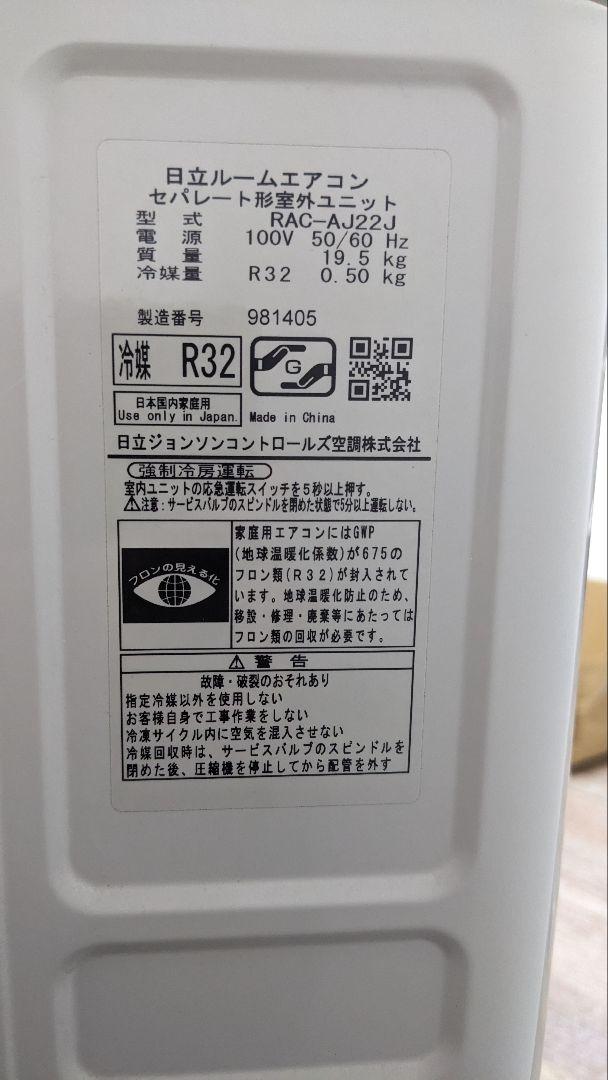 日立ルームエアコン
セパレート形室外ユニット
型 式 RAC-AJ22J
電 源 100V 50/60 Hz
質 量 19.5 kg
冷媒量 R32 0.50 kg
製造番号 981405
冷媒 R32
G
日本国内家庭用
Use only in Japan.
Made in China
日立ジョンソンコントロールズ空調株式会社
強制冷房運転
室内ユニットの応急運転スイッチを5秒以上押す。
⚠注意:サービスバルブのスピンドルを閉めた状態で5分以上運転しない。
フロンの見える化
家庭用エアコンにはGWP
(地球温暖化係数)が675の
フロン類(R32)が封入されて
います。地球温暖化防止のため、
移設・修理・廃棄等にあたっては
フロン類の回収が必要です。
⚠ 警 告
故障・破裂のおそれあり
指定冷媒以外を使用しない
お客様自身で工事作業をしない
冷凍サイクル内に空気を混入させない
冷媒回収時は、サービスバルブのスピンドルを
閉めた後、圧縮機を停止してから配管を外す